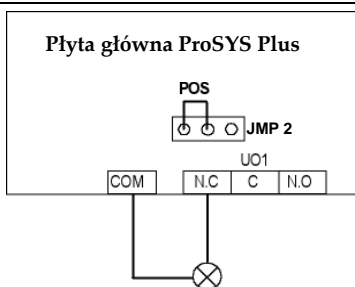 Płyta główna ProSYS Plus
POS
JMP 2
UO1
COM N.C C N.O